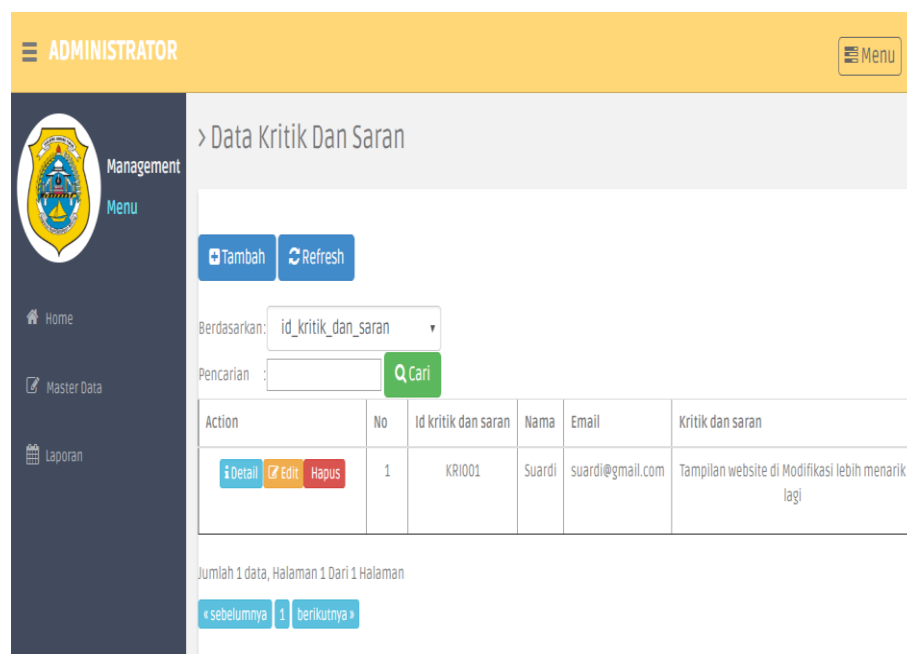 ADMINISTRATOR
Menu
Management
Menu
Home
Master Data
Laporan
> Data Kritik Dan Saran
Tambah
Refresh
Berdasarkan: id_kritik_dan_saran
Pencarian :
Cari
Action No Id kritik dan saran Nama Email Kritik dan saran
Detail Edit Hapus 1 KRI001 Suardi suardi@gmail.com Tampilan website di Modifikasi lebih menarik
lagi
Jumlah 1 data, Halaman 1 Dari 1 Halaman
« sebelumnya 1 berikutnya »